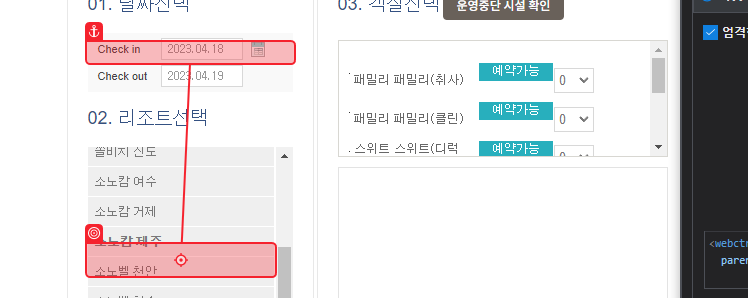 01. 날짜선택
Check in 2023.04.18
Check out 2023.04.19
02. 리조트선택
쏠비치 진도
소노캄 여수
소노캄 거제
소노캄 제주
소노벨 천안
03. 객실선택 운영중단 시설 확인
패밀리 패밀리(취사) 예약가능 0
패밀리 패밀리(클린) 예약가능 0
스위트 스위트(디럭 예약가능 0
엄격
<webctr
paren